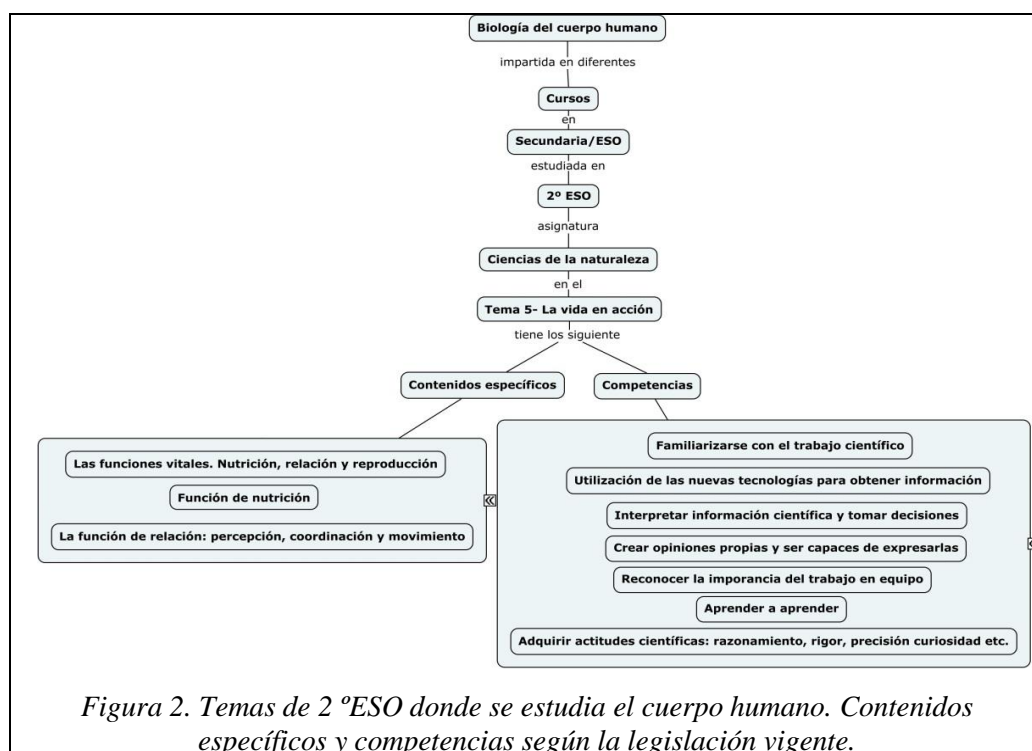 Biología del cuerpo humano
impartida en diferentes
Cursos
en
Secundaria/ESO
estudiada en
2º ESO
asignatura
Ciencias de la naturaleza
en el
Tema 5- La vida en acción
tiene los siguiente
Contenidos específicos
Las funciones vitales. Nutrición, relación y reproducción
Función de nutrición
La función de relación: percepción, coordinación y movimiento
Competencias
Familiarizarse con el trabajo científico
Utilización de las nuevas tecnologías para obtener información
Interpretar información científica y tomar decisiones
Crear opiniones propias y ser capaces de expresarlas
Reconocer la imporancia del trabajo en equipo
Aprender a aprender
Adquirir actitudes científicas: razonamiento, rigor, precisión curiosidad etc.
Figura 2. Temas de 2 ºESO donde se estudia el cuerpo humano. Contenidos
específicos y competencias según la legislación vigente.